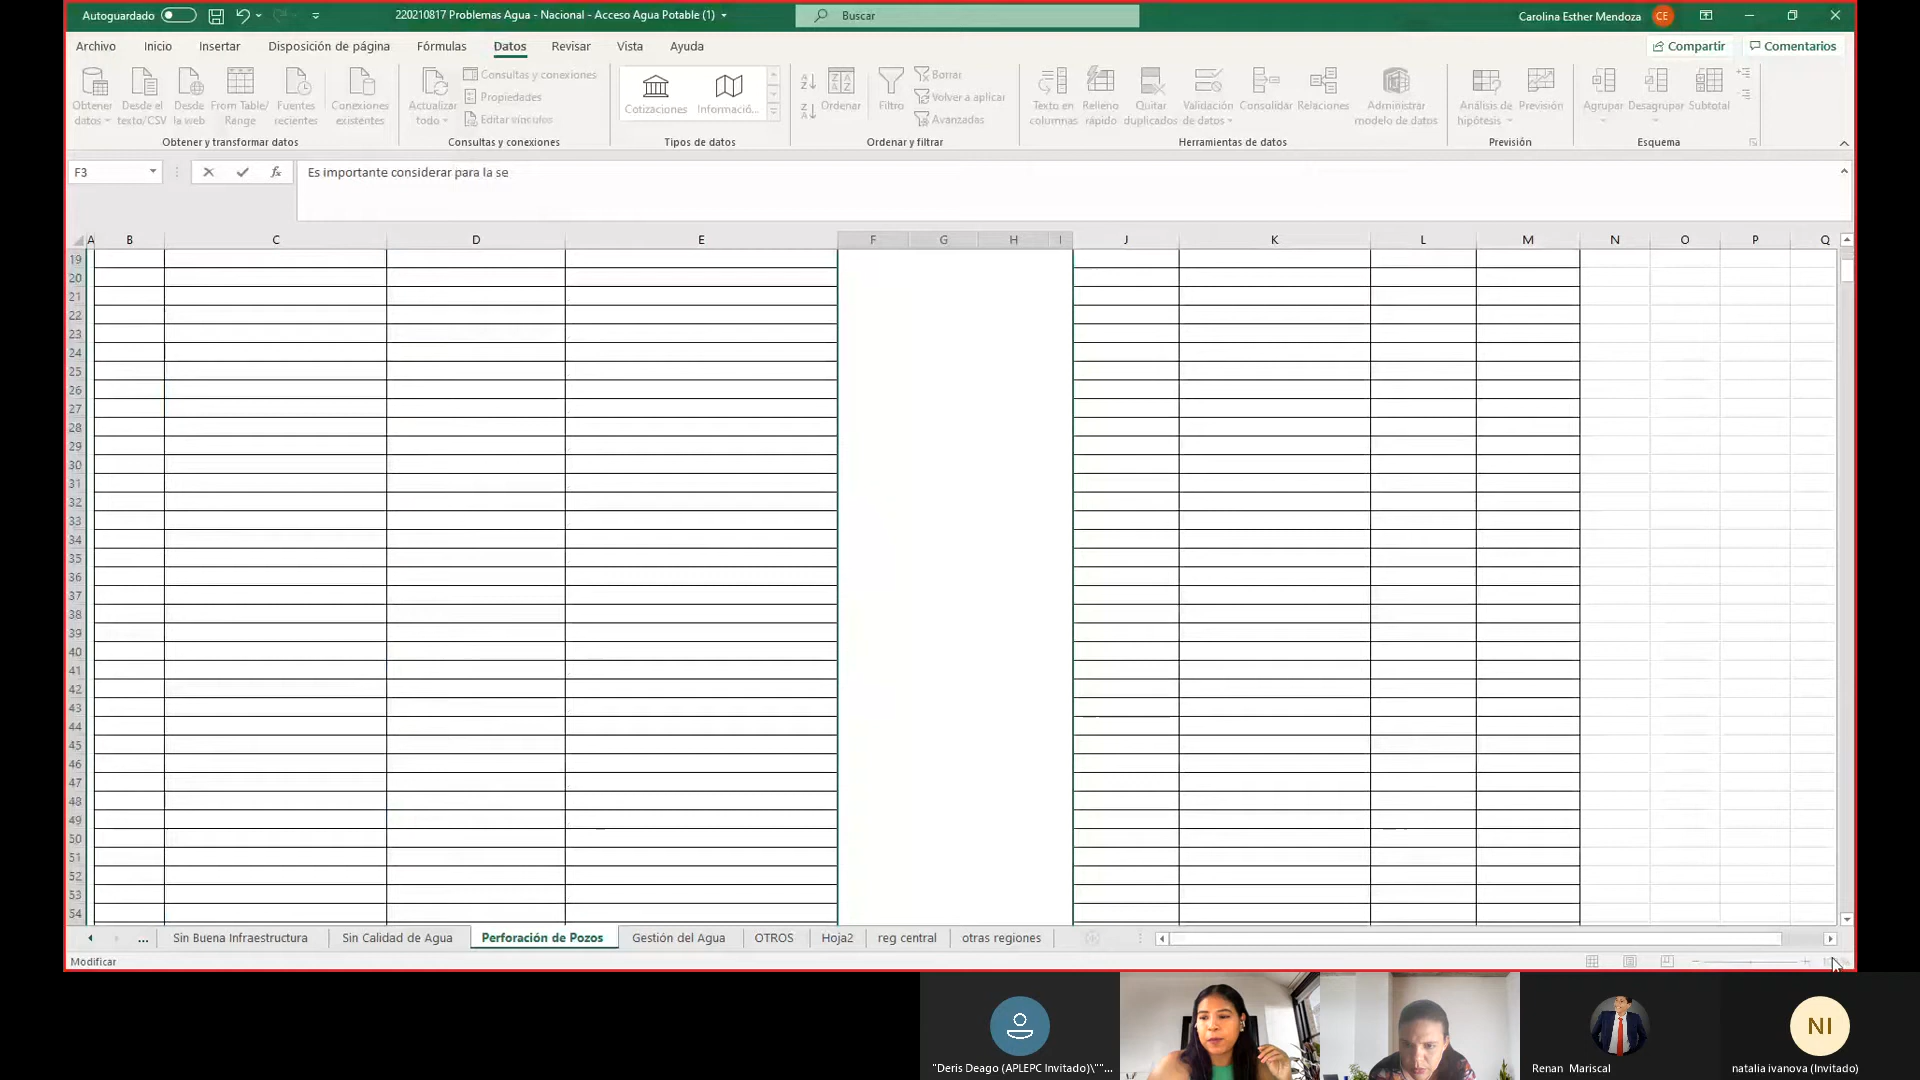 Autoguardado
220210817 Problemas Agua - Nacional - Acceso Agua Potable (1)
Buscar
Carolina Esther Mendoza
CE
Archivo
Inicio
Insertar
Disposición de página
Fórmulas
Datos
Revisar
Vista
Ayuda
Compartir
Comentarios
Obtener datos
Desde el texto/CSV
Desde la web
From Table/ Range
Fuentes recientes
Conexiones existentes
Obtener y transformar datos
Actualizar todo
Consultas y conexiones
Propiedades
Editar vínculos
Consultas y conexiones
Cotizaciones
Informació...
Tipos de datos
Ordenar
Filtro
Borrar
Volver a aplicar
Avanzadas
Ordenar y filtrar
Texto en columnas
Relleno rápido
Quitar duplicados
Validación de datos
Consolidar
Relaciones
Administrar modelo de datos
Herramientas de datos
Análisis de hipótesis
Previsión
Previsión
Agrupar
Desagrupar
Subtotal
Esquema
F3
fx
Es importante considerar para la se
A B C D E F G H I J K L M N O P Q
19
20
21
22
23
24
25
26
27
28
29
30
31
32
33
34
35
36
37
38
39
40
41
42
43
44
45
46
47
48
49
50
51
52
53
54
...
Sin Buena Infraestructura
Sin Calidad de Agua
Perforación de Pozos
Gestión del Agua
OTROS
Hoja2
reg central
otras regiones
Modificar
NI
"Deris Deago (APLEPC Invitado)\""...
Renan Mariscal
natalia ivanova (Invitado)